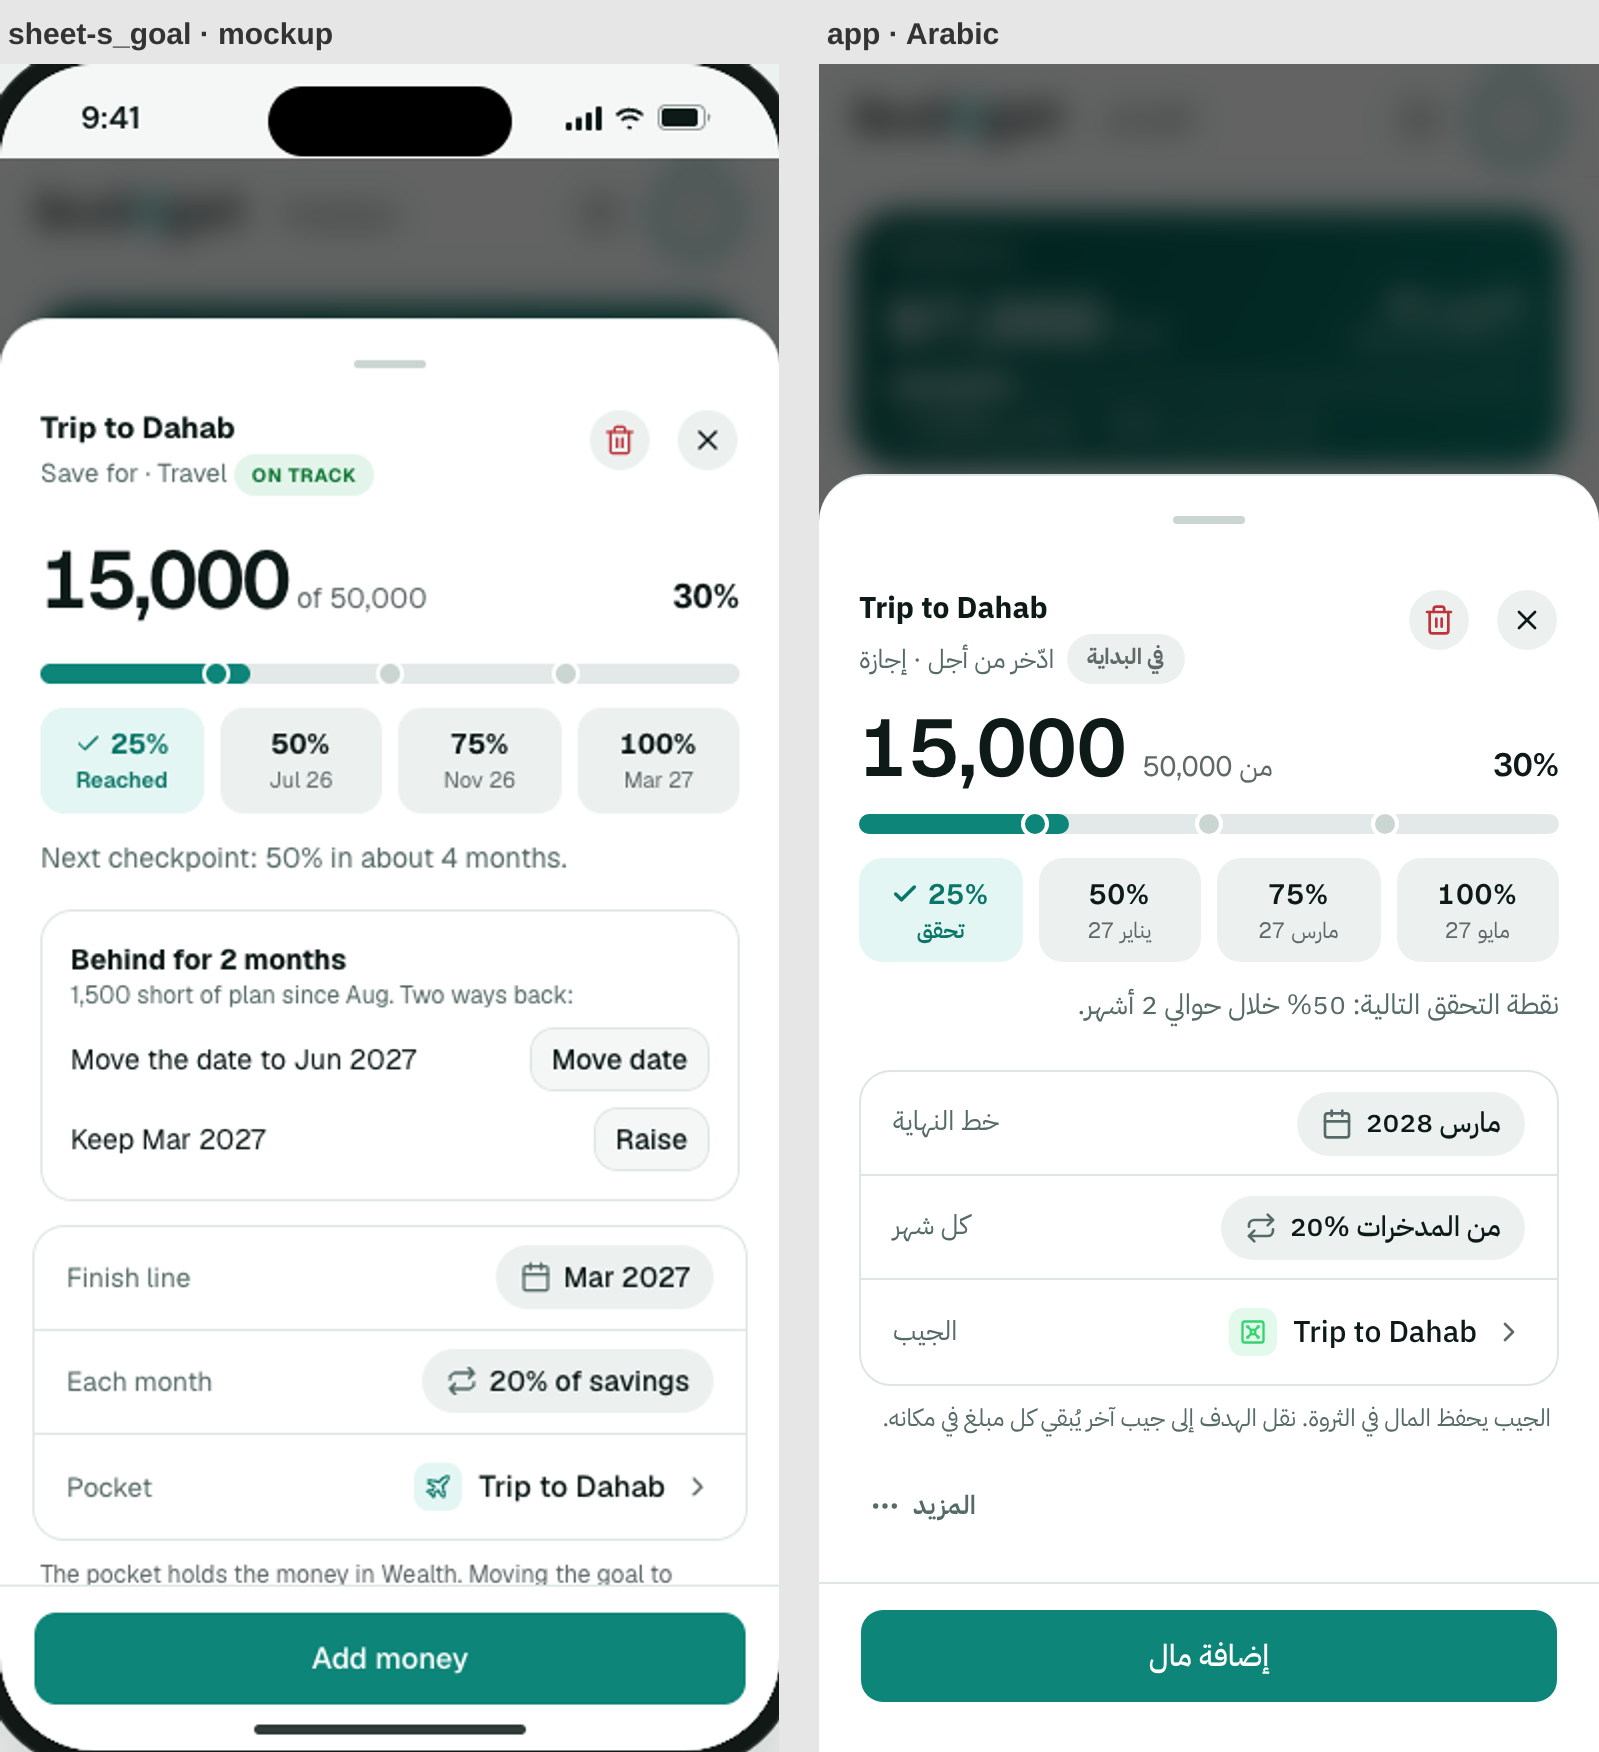 sheet-s_goal · mockup
9:41
Trip to Dahab
Save for · Travel ON TRACK
15,000 of 50,000 30%
25% 50% 75% 100%
Reached Jul 26 Nov 26 Mar 27
Next checkpoint: 50% in about 4 months.
Behind for 2 months
1,500 short of plan since Aug. Two ways back:
Move the date to Jun 2027 Move date
Keep Mar 2027 Raise
Finish line Mar 2027
Each month 20% of savings
Pocket Trip to Dahab
The pocket holds the money in Wealth. Moving the goal to
Add money
app · Arabic
Trip to Dahab
ادّخر من أجل · إجازة في البداية
15,000 من 50,000 30%
25% 50% 75% 100%
تحقق يناير 27 مارس 27 مايو 27
نقطة التحقق التالية: 50% خلال حوالي 2 أشهر.
خط النهاية مارس 2028
كل شهر 20% من المدخرات
الجيب Trip to Dahab
الجيب يحفظ المال في الثروة. نقل الهدف إلى جيب آخر يُبقي كل مبلغ في مكانه.
المزيد
إضافة مال